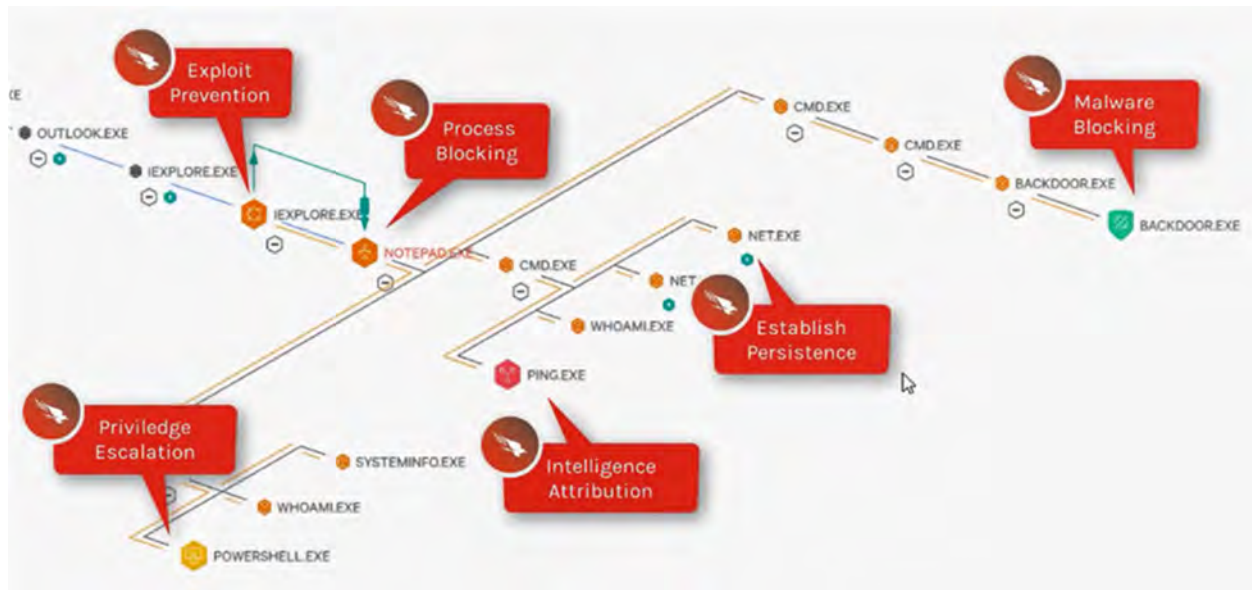 Exploit
Prevention
Process
Blocking
Malware
Blocking
OUTLOOK.EXE
IEXPLORE.EXE
IEXPLORE.EXE
NOTEPAD.EXE
CMD.EXE
CMD.EXE
BACKDOOR.EXE
BACKDOOR.EXE
CMD.EXE
NET.EXE
NET
WHOAMI.EXE
PING.EXE
Establish
Persistence
Priviledge
Escalation
Intelligence
Attribution
SYSTEMINFO.EXE
WHOAMI.EXE
POWERSHELL.EXE